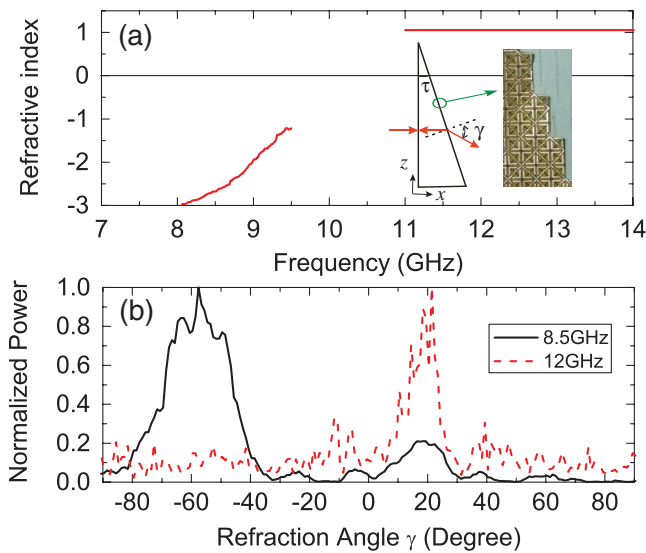 (a)
Refractive index
1
0
-1
-2
-3
τ
γ
z
x
7 8 9 10 11 12 13 14
Frequency (GHz)
(b)
Normalized Power
1.0
0.8
0.6
0.4
0.2
0.0
8.5GHz
12GHz
-80 -60 -40 -20 0 20 40 60 80
Refraction Angle γ (Degree)